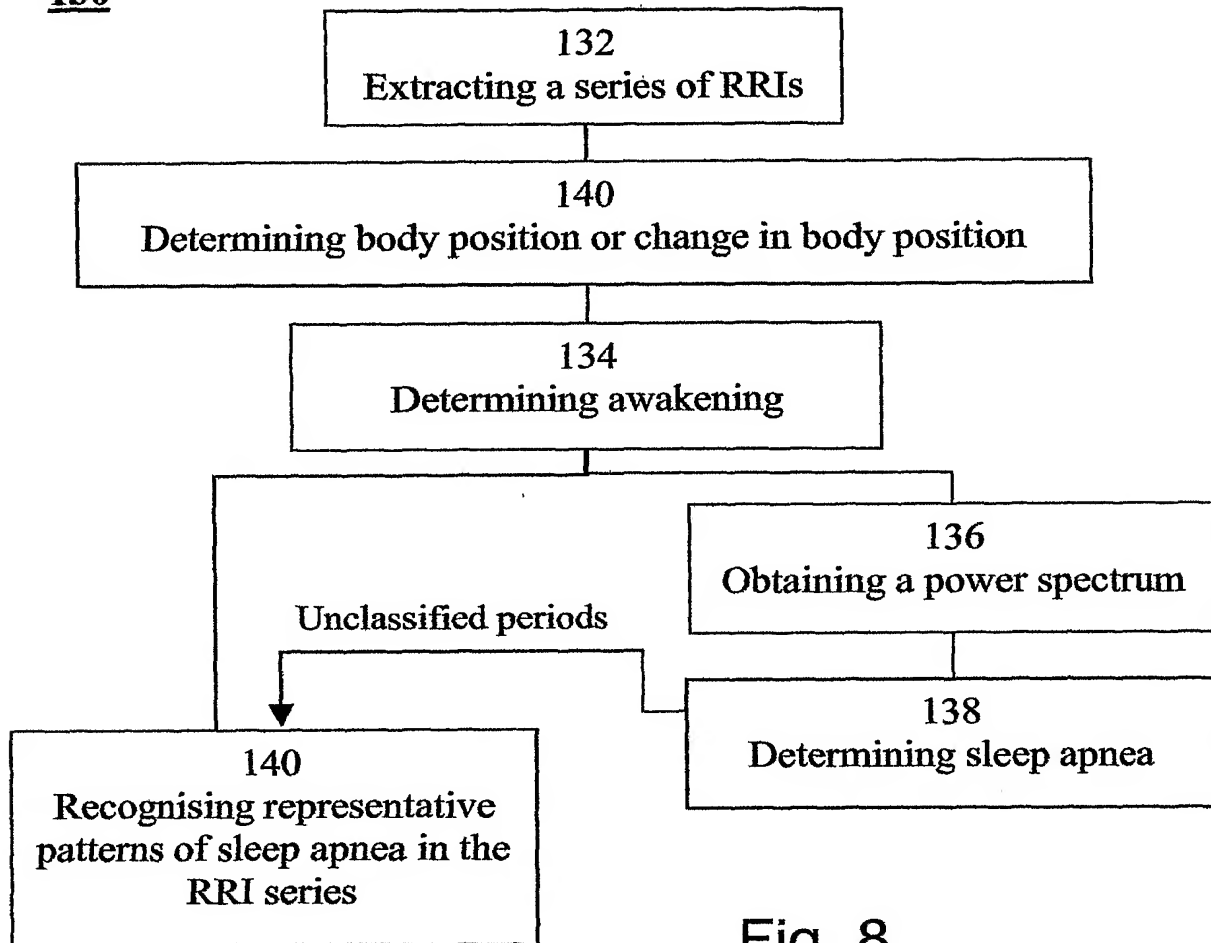 132
Extracting a series of RRIs
140
Determining body position or change in body position
134
Determining awakening
136
Obtaining a power spectrum
Unclassified periods
138
Determining sleep apnea
140
Recognising representative
patterns of sleep apnea in the
RRI series
Fig. 8